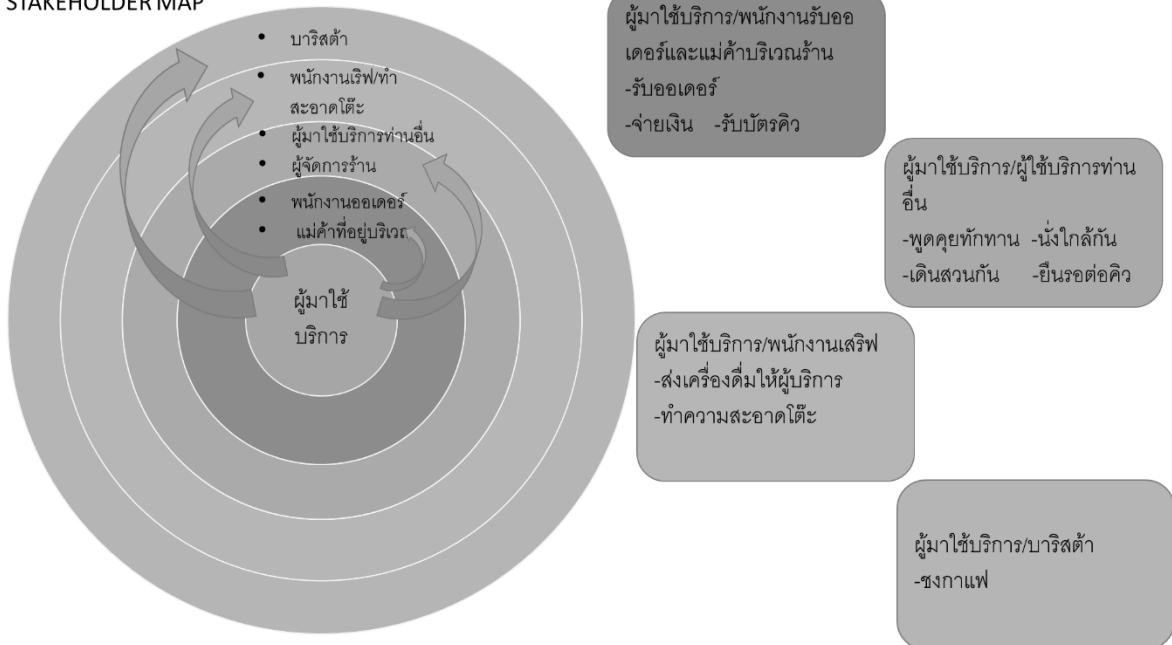 STAKEHOLDER MAP
• บาริสต้า
• พนักงานเริฟ/ทำ
สะอาดโต๊ะ
• ผู้มาใช้บริการท่านอื่น
• ผู้จัดการร้าน
• พนักงานออเดอร์
• แม่ค้าที่อยู่บริเวณ
ผู้มาใช้
บริการ
ผู้มาใช้บริการ/พนักงานรับออ
เดอร์และแม่ค้าบริเวณร้าน
-รับออเดอร์
-จ่ายเงิน -รับบัตรคิว
ผู้มาใช้บริการ/ผู้ใช้บริการท่าน
อื่น
-พูดคุยทักทาน -นั่งใกล้กัน
-เดินสวนกัน -ยืนรอต่อคิว
ผู้มาใช้บริการ/พนักงานเสริฟ
-ส่งเครื่องดื่มให้ผู้บริการ
-ทำความสะอาดโต๊ะ
ผู้มาใช้บริการ/บาริสต้า
-ชงกาแฟ